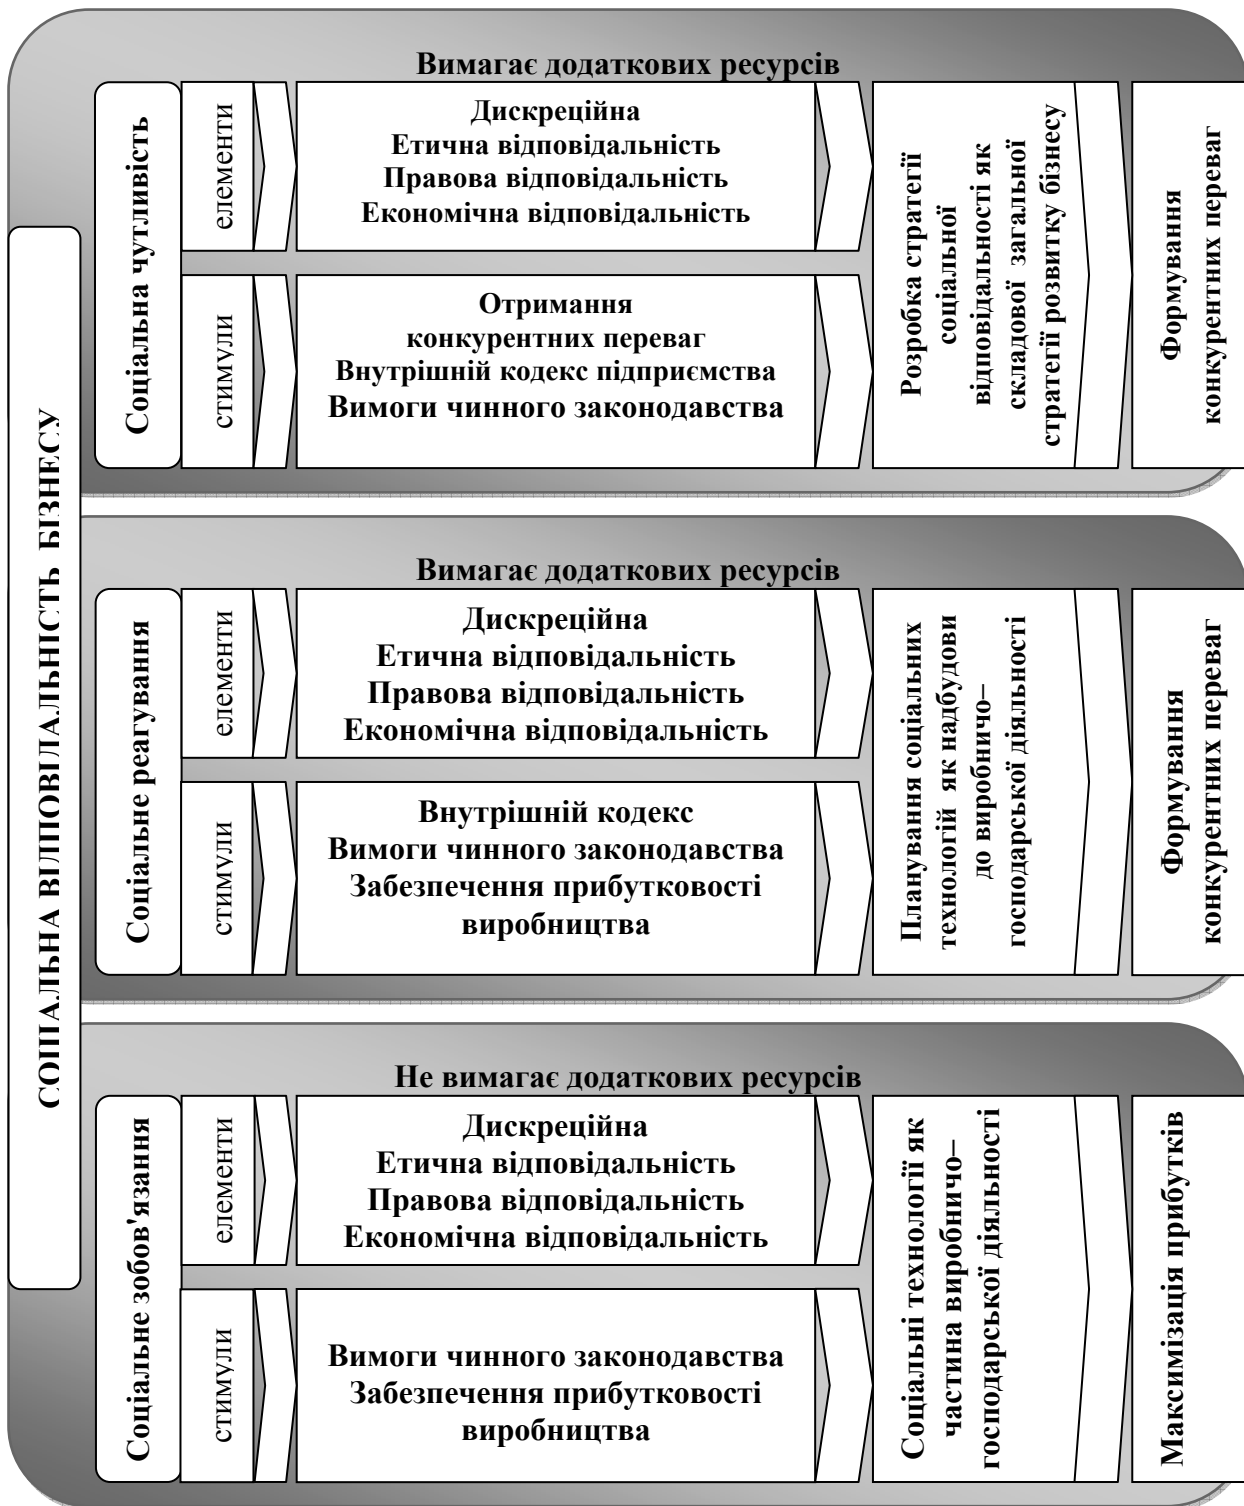 СОЦІАЛЬНА ВІДПОВІДАЛЬНІСТЬ БІЗНЕСУ
Вимагає додаткових ресурсів
Соціальна чутливість
елементи
Дискреційна
Етична відповідальність
Правова відповідальність
Економічна відповідальність
стимули
Отримання
конкурентних переваг
Внутрішній кодекс підприємства
Вимоги чинного законодавства
Розробка стратегії
соціальної
відповідальності як
складової загальної
стратегії розвитку бізнесу
Формування
конкурентних переваг
Вимагає додаткових ресурсів
Соціальне реагування
елементи
Дискреційна
Етична відповідальність
Правова відповідальність
Економічна відповідальність
стимули
Внутрішній кодекс
Вимоги чинного законодавства
Забезпечення прибутковості
виробництва
Планування соціальних
технологій як надбудови
до виробничо–
господарської діяльності
Формування
конкурентних переваг
Не вимагає додаткових ресурсів
Соціальне зобов'язання
елементи
Дискреційна
Етична відповідальність
Правова відповідальність
Економічна відповідальність
стимули
Вимоги чинного законодавства
Забезпечення прибутковості
виробництва
Соціальні технології як
частина виробничо–
господарської діяльності
Максимізація прибутків